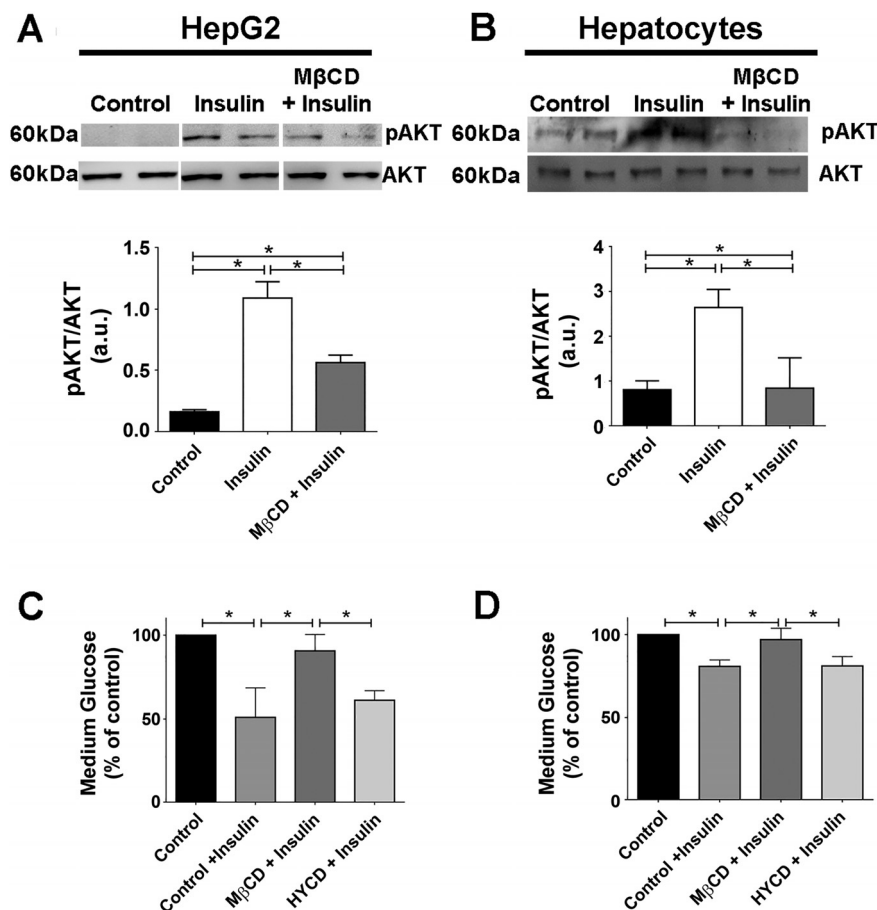 A
HepG2
Control
Insulin
MβCD
+ Insulin
60kDa
pAKT
60kDa
AKT
pAKT/AKT
(a.u.)
1.5
1.0
0.5
0.0
*
* *
Control
Insulin
MβCD + Insulin
B
Hepatocytes
Control
Insulin
MβCD
+ Insulin
60kDa
pAKT
60kDa
AKT
pAKT/AKT
(a.u.)
4
3
2
1
0
*
* *
Control
Insulin
MβCD + Insulin
C
Medium Glucose
(% of control)
100
50
0
* * *
Control
Control +Insulin
MβCD + Insulin
HYCD + Insulin
D
Medium Glucose
(% of control)
100
50
0
* * *
Control
Control +Insulin
MβCD + Insulin
HYCD + Insulin